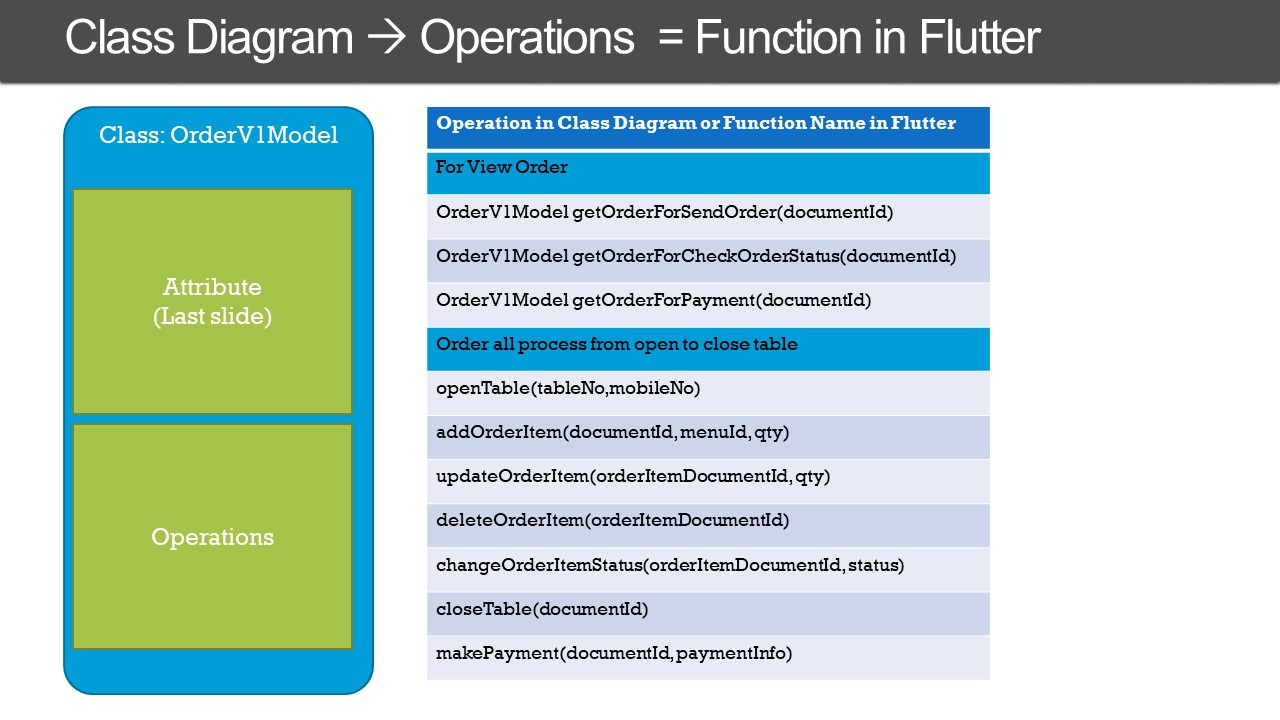 Class Diagram → Operations = Function in Flutter
Class: OrderV1Model
Attribute
(Last slide)
Operations
Operation in Class Diagram or Function Name in Flutter
For View Order
OrderV1Model getOrderForSendOrder(documentId)
OrderV1Model getOrderForCheckOrderStatus(documentId)
OrderV1Model getOrderForPayment(documentId)
Order all process from open to close table
openTable(tableNo,mobileNo)
addOrderItem(documentId, menuId, qty)
updateOrderItem(orderItemDocumentId, qty)
deleteOrderItem(orderItemDocumentId)
changeOrderItemStatus(orderItemDocumentId, status)
closeTable(documentId)
makePayment(documentId, paymentInfo)